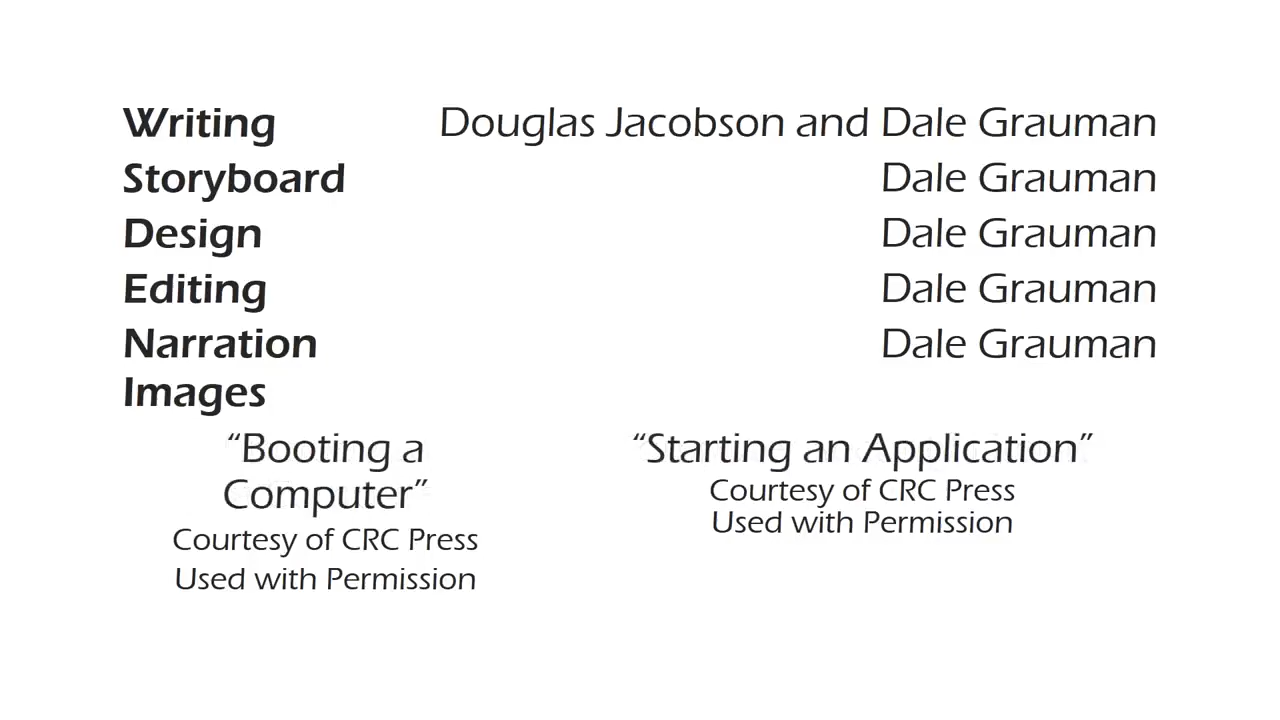 Writing Douglas Jacobson and Dale Grauman
Storyboard Dale Grauman
Design Dale Grauman
Editing Dale Grauman
Narration Dale Grauman
Images
“Booting a
Computer”
Courtesy of CRC Press
Used with Permission
“Starting an Application”
Courtesy of CRC Press
Used with Permission